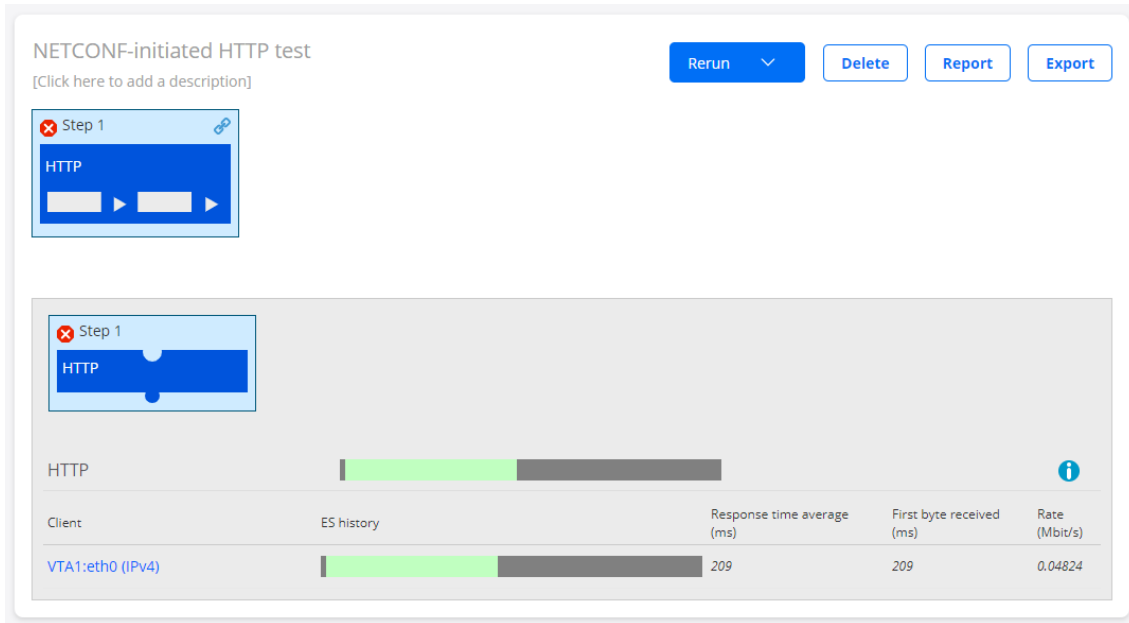 NETCONF-initiated HTTP test
[Click here to add a description]
Rerun
Delete
Report
Export
Step 1
HTTP
Step 1
HTTP
HTTP
Client
ES history
Response time average
(ms)
First byte received
(ms)
Rate
(Mbit/s)
VTA1:eth0 (IPv4)
209
209
0.04824